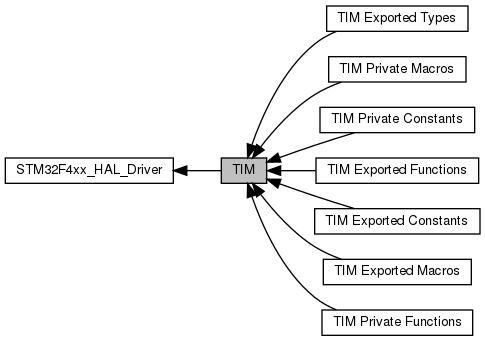 TIM Exported Types
TIM Private Macros
TIM Private Constants
STM32F4xx_HAL_Driver
TIM
TIM Exported Functions
TIM Exported Constants
TIM Exported Macros
TIM Private Functions